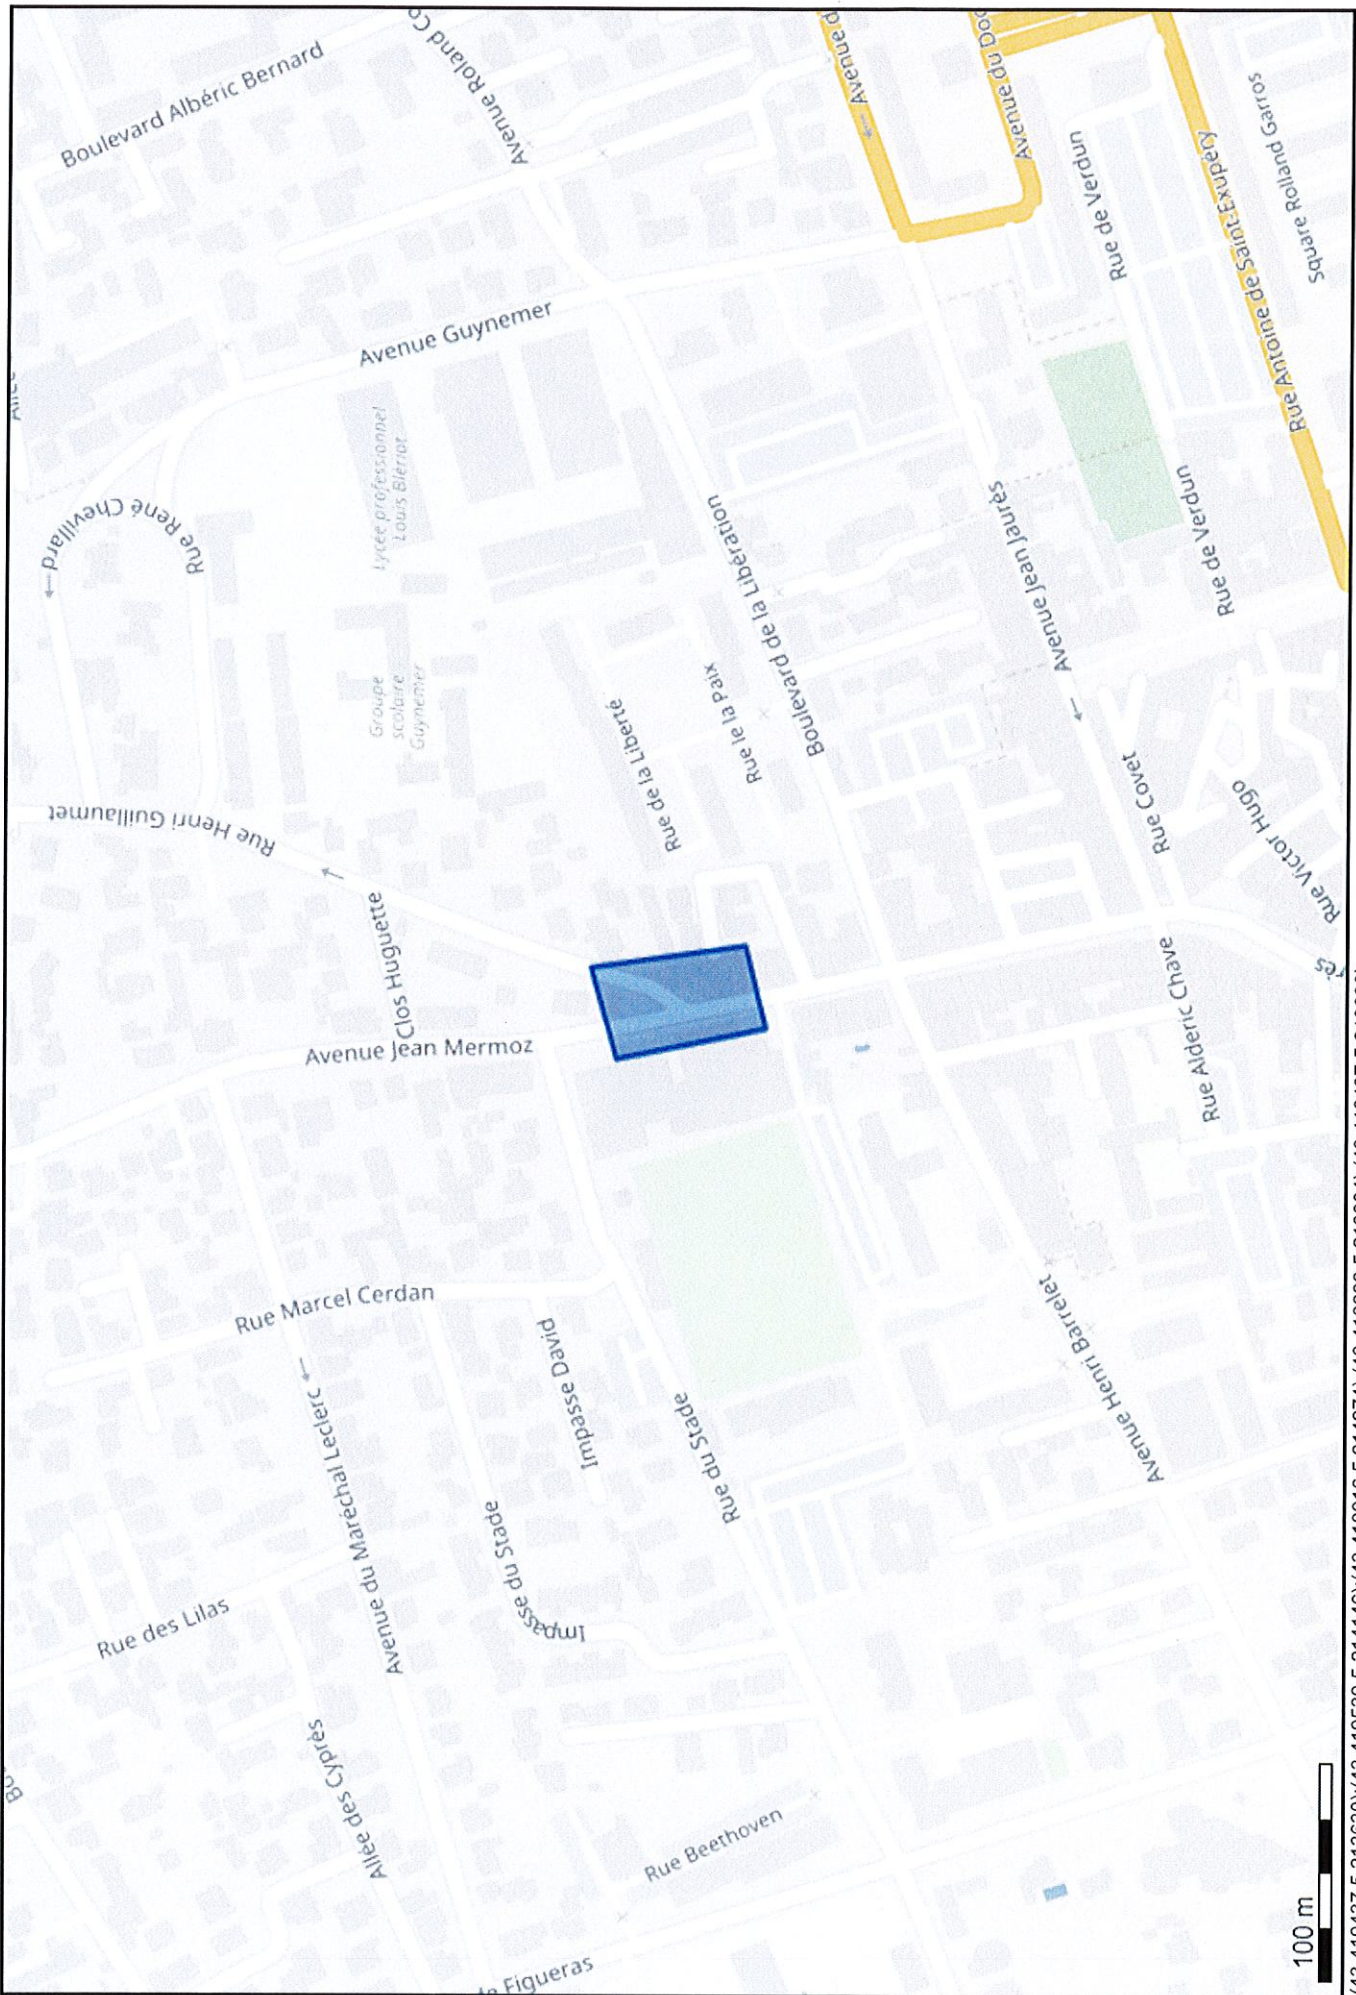 Boulevard Albéric Bernard
Avenue Roland Co
Avenue d
Avenue du Doc
Rue de Verdun
Rue Antoine de Saint-Exupéry
Square Rolland Garros
Avenue Guynemer
Rue René Chevillard
Lycée professionnel
Louis Blériot
Groupe
scolaire
Guynemer
Boulevard de la Libération
Avenue Jean Jaurès
Rue de Verdun
Rue de la Liberté
Rue le la Paix
Rue Henri Guillaumet
Clos Huguette
Rue Covet
Rue Victor Hugo
Avenue Jean Mermoz
Rue Alderic Chave
rès
Rue Marcel Cerdan
Impasse David
Avenue Henri Barrelet
Avenue du Maréchal Leclerc
Rue du Stade
Impasse du Stade
Rue des Lilas
Allée des Cyprès
Rue Beethoven
Figueras
100 m